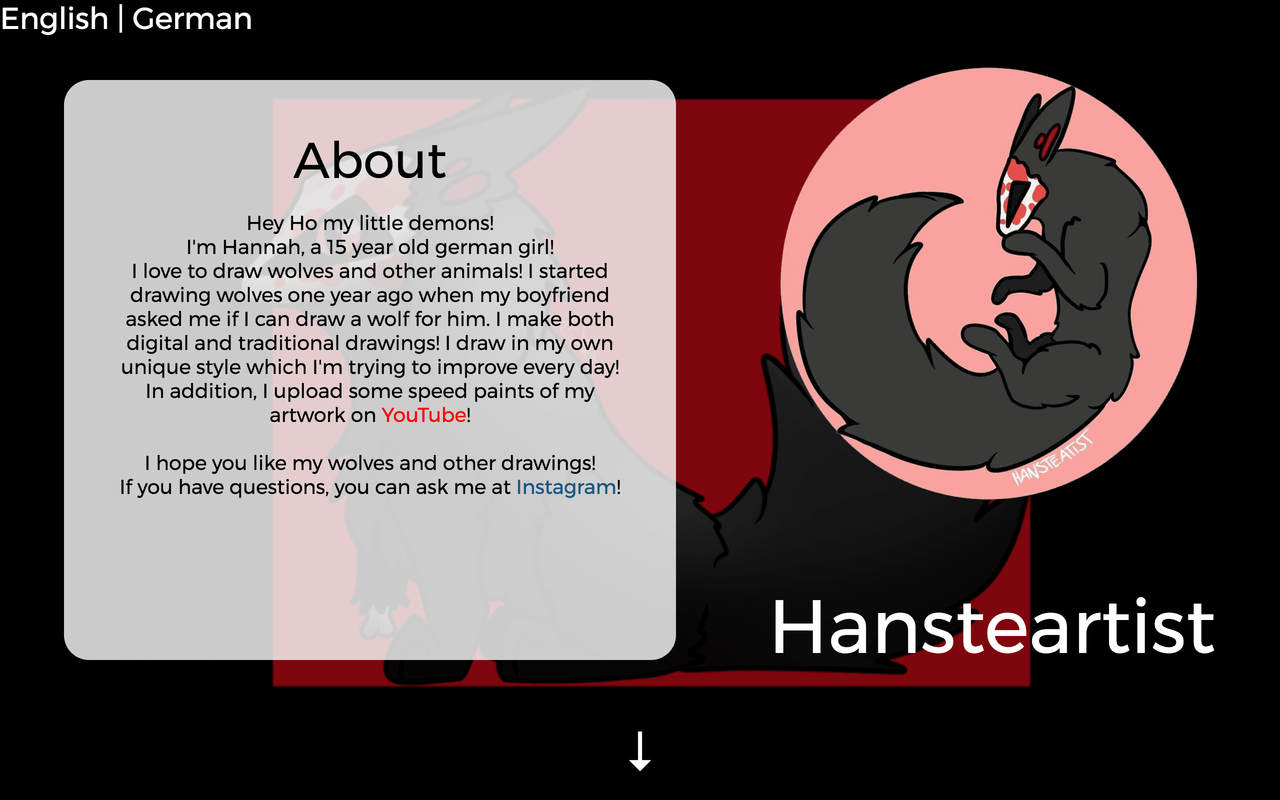 English | German
About
Hey Ho my little demons!
I'm Hannah, a 15 year old german girl!
I love to draw wolves and other animals! I started
drawing wolves one year ago when my boyfriend
asked me if I can draw a wolf for him. I make both
digital and traditional drawings! I draw in my own
unique style which I'm trying to improve every day!
In addition, I upload some speed paints of my
artwork on YouTube!
I hope you like my wolves and other drawings!
If you have questions, you can ask me at Instagram!
HANSTEATIST
Hansteartist
↓